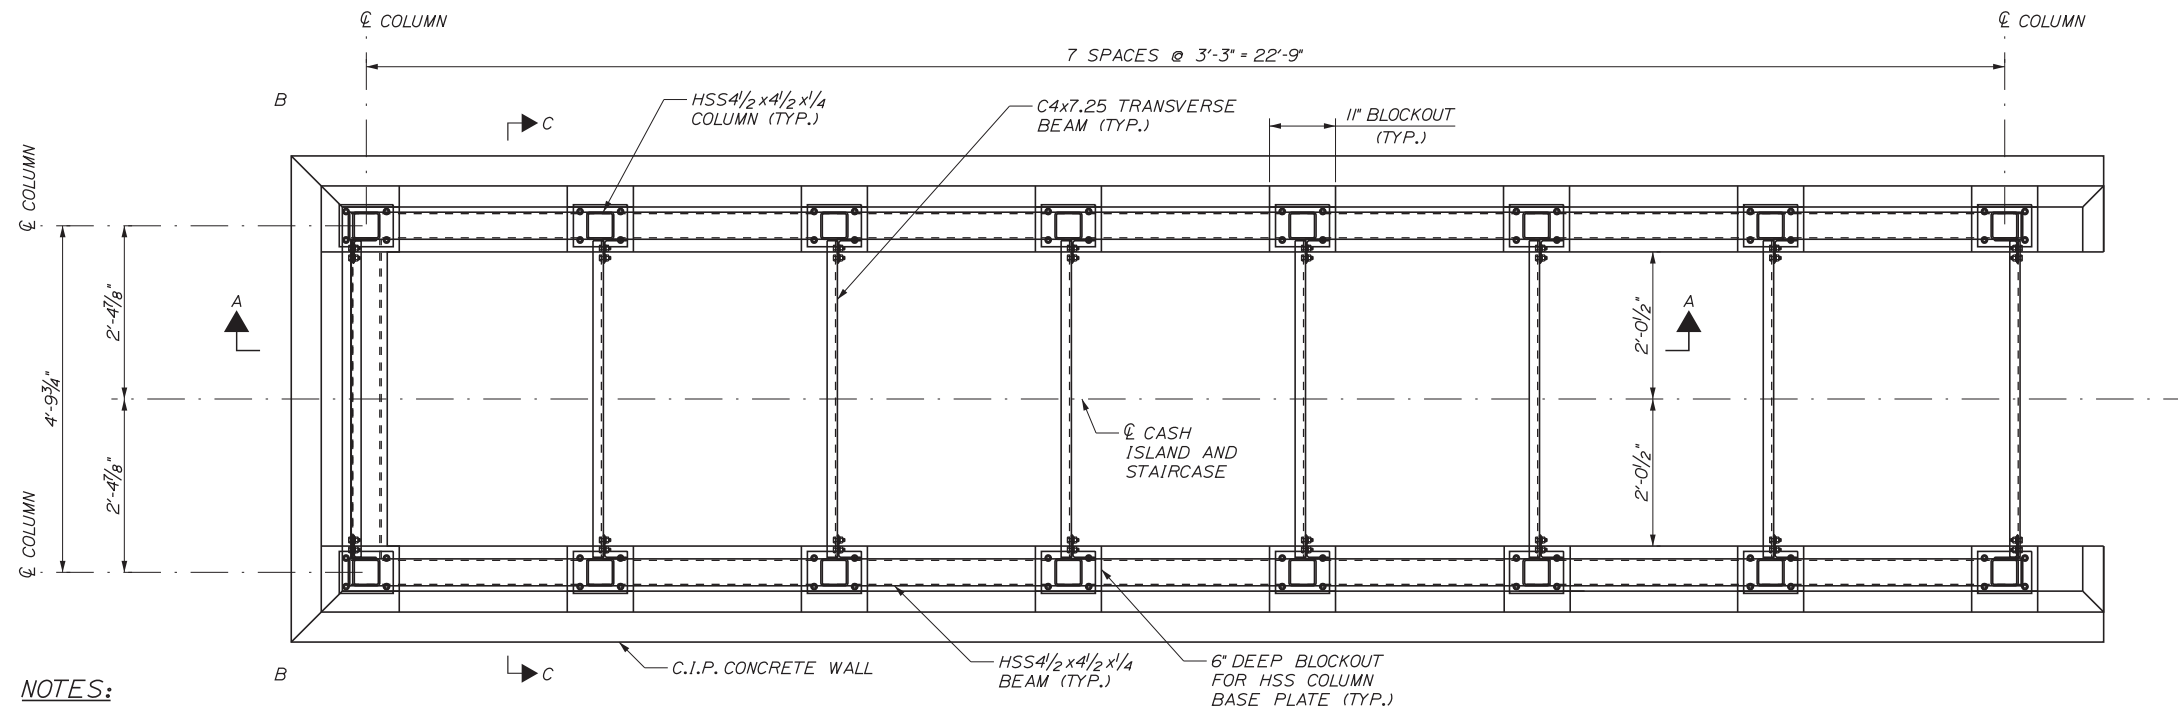 ℄ COLUMN
℄ COLUMN
7 SPACES @ 3'-3" = 22'-9"
B
HSS4½x4½x¼
COLUMN (TYP.)
C4x7.25 TRANSVERSE
BEAM (TYP.)
11" BLOCKOUT
(TYP.)
C
℄ COLUMN
A
A
2'-4⅞"
2'-0½"
4'-9¾"
℄ CASH
ISLAND AND
STAIRCASE
2'-4⅞"
2'-0½"
℄ COLUMN
B
C
C.I.P. CONCRETE WALL
HSS4½x4½x¼
BEAM (TYP.)
6" DEEP BLOCKOUT
FOR HSS COLUMN
BASE PLATE (TYP.)
NOTES: